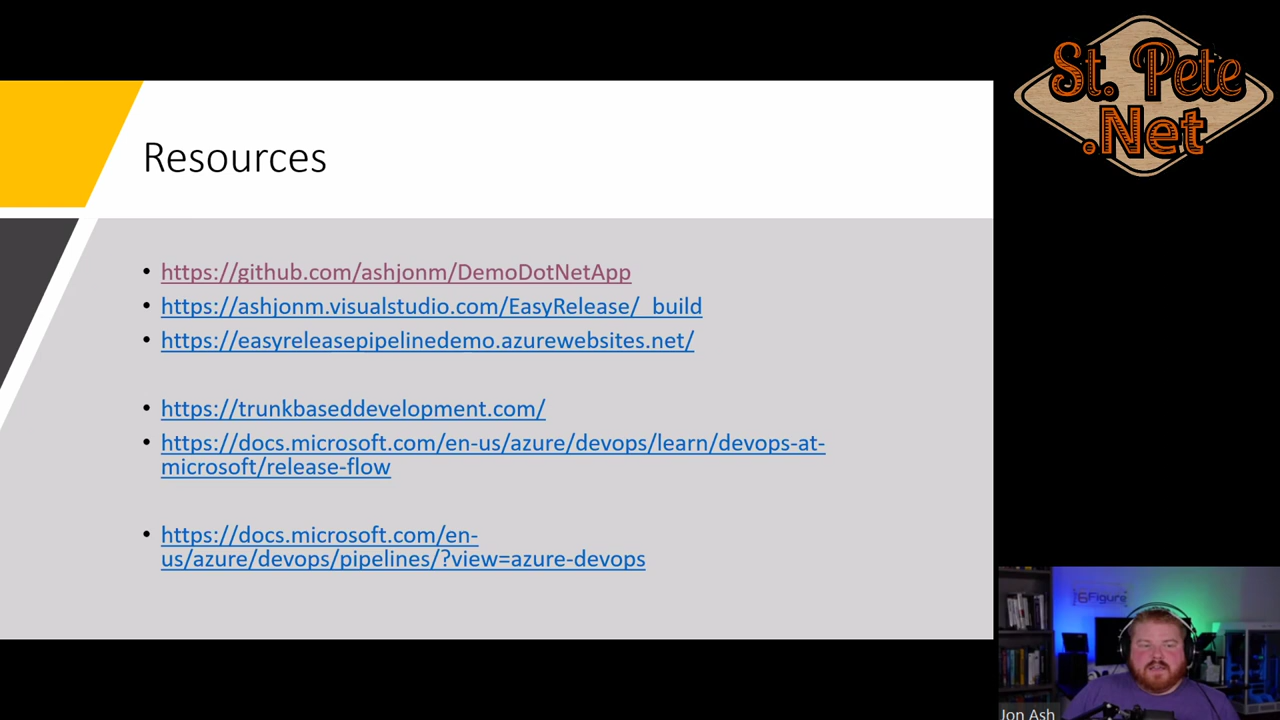 St. Pete
.Net
Resources
• https://github.com/ashjonm/DemoDotNetApp
• https://ashjonm.visualstudio.com/EasyRelease/_build
• https://easyreleasepipelinedemo.azurewebsites.net/
• https://trunkbaseddevelopment.com/
• https://docs.microsoft.com/en-us/azure/devops/learn/devops-at-
microsoft/release-flow
• https://docs.microsoft.com/en-
us/azure/devops/pipelines/?view=azure-devops
6Figure
Jon Ash